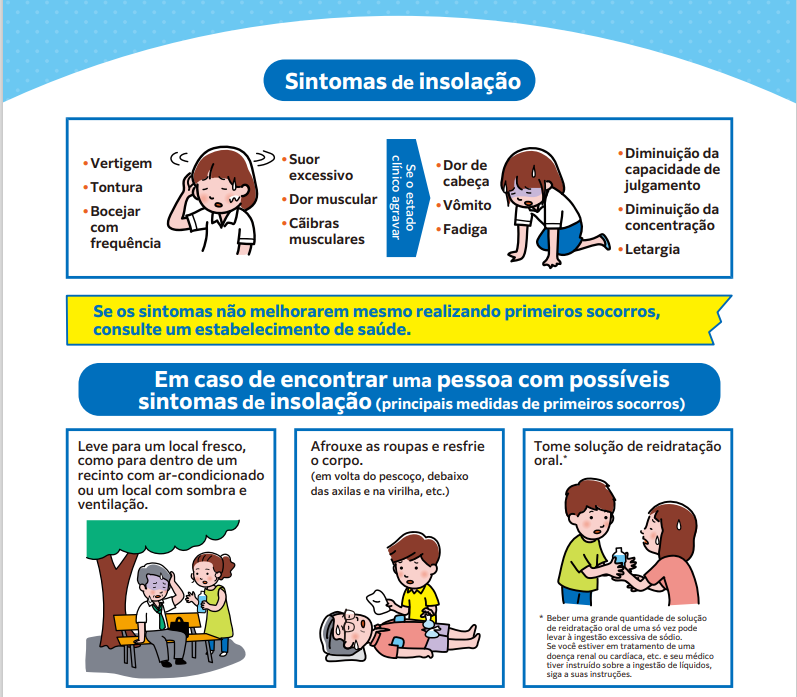 Sintomas de insolação
• Vertigem
• Tontura
• Bocejar
com
frequência
• Suor
excessivo
• Dor muscular
• Cãibras
musculares
Se o estado
clínico agravar
• Dor de
cabeça
• Vômito
• Fadiga
• Diminuição da
capacidade de
julgamento
• Diminuição da
concentração
• Letargia
Se os sintomas não melhorarem mesmo realizando primeiros socorros,
consulte um estabelecimento de saúde.
Em caso de encontrar uma pessoa com possíveis
sintomas de insolação (principais medidas de primeiros socorros)
Leve para um local fresco,
como para dentro de um
recinto com ar-condicionado
ou um local com sombra e
ventilação.
Afrouxe as roupas e resfrie
o corpo.
(em volta do pescoço, debaixo
das axilas e na virilha, etc.)
Tome solução de reidratação
oral.*
* Beber uma grande quantidade de solução
de reidratação oral de uma só vez pode
levar à ingestão excessiva de sódio.
Se você estiver em tratamento de uma
doença renal ou cardíaca, etc. e seu médico
tiver instruído sobre a ingestão de líquidos,
siga a suas instruções.